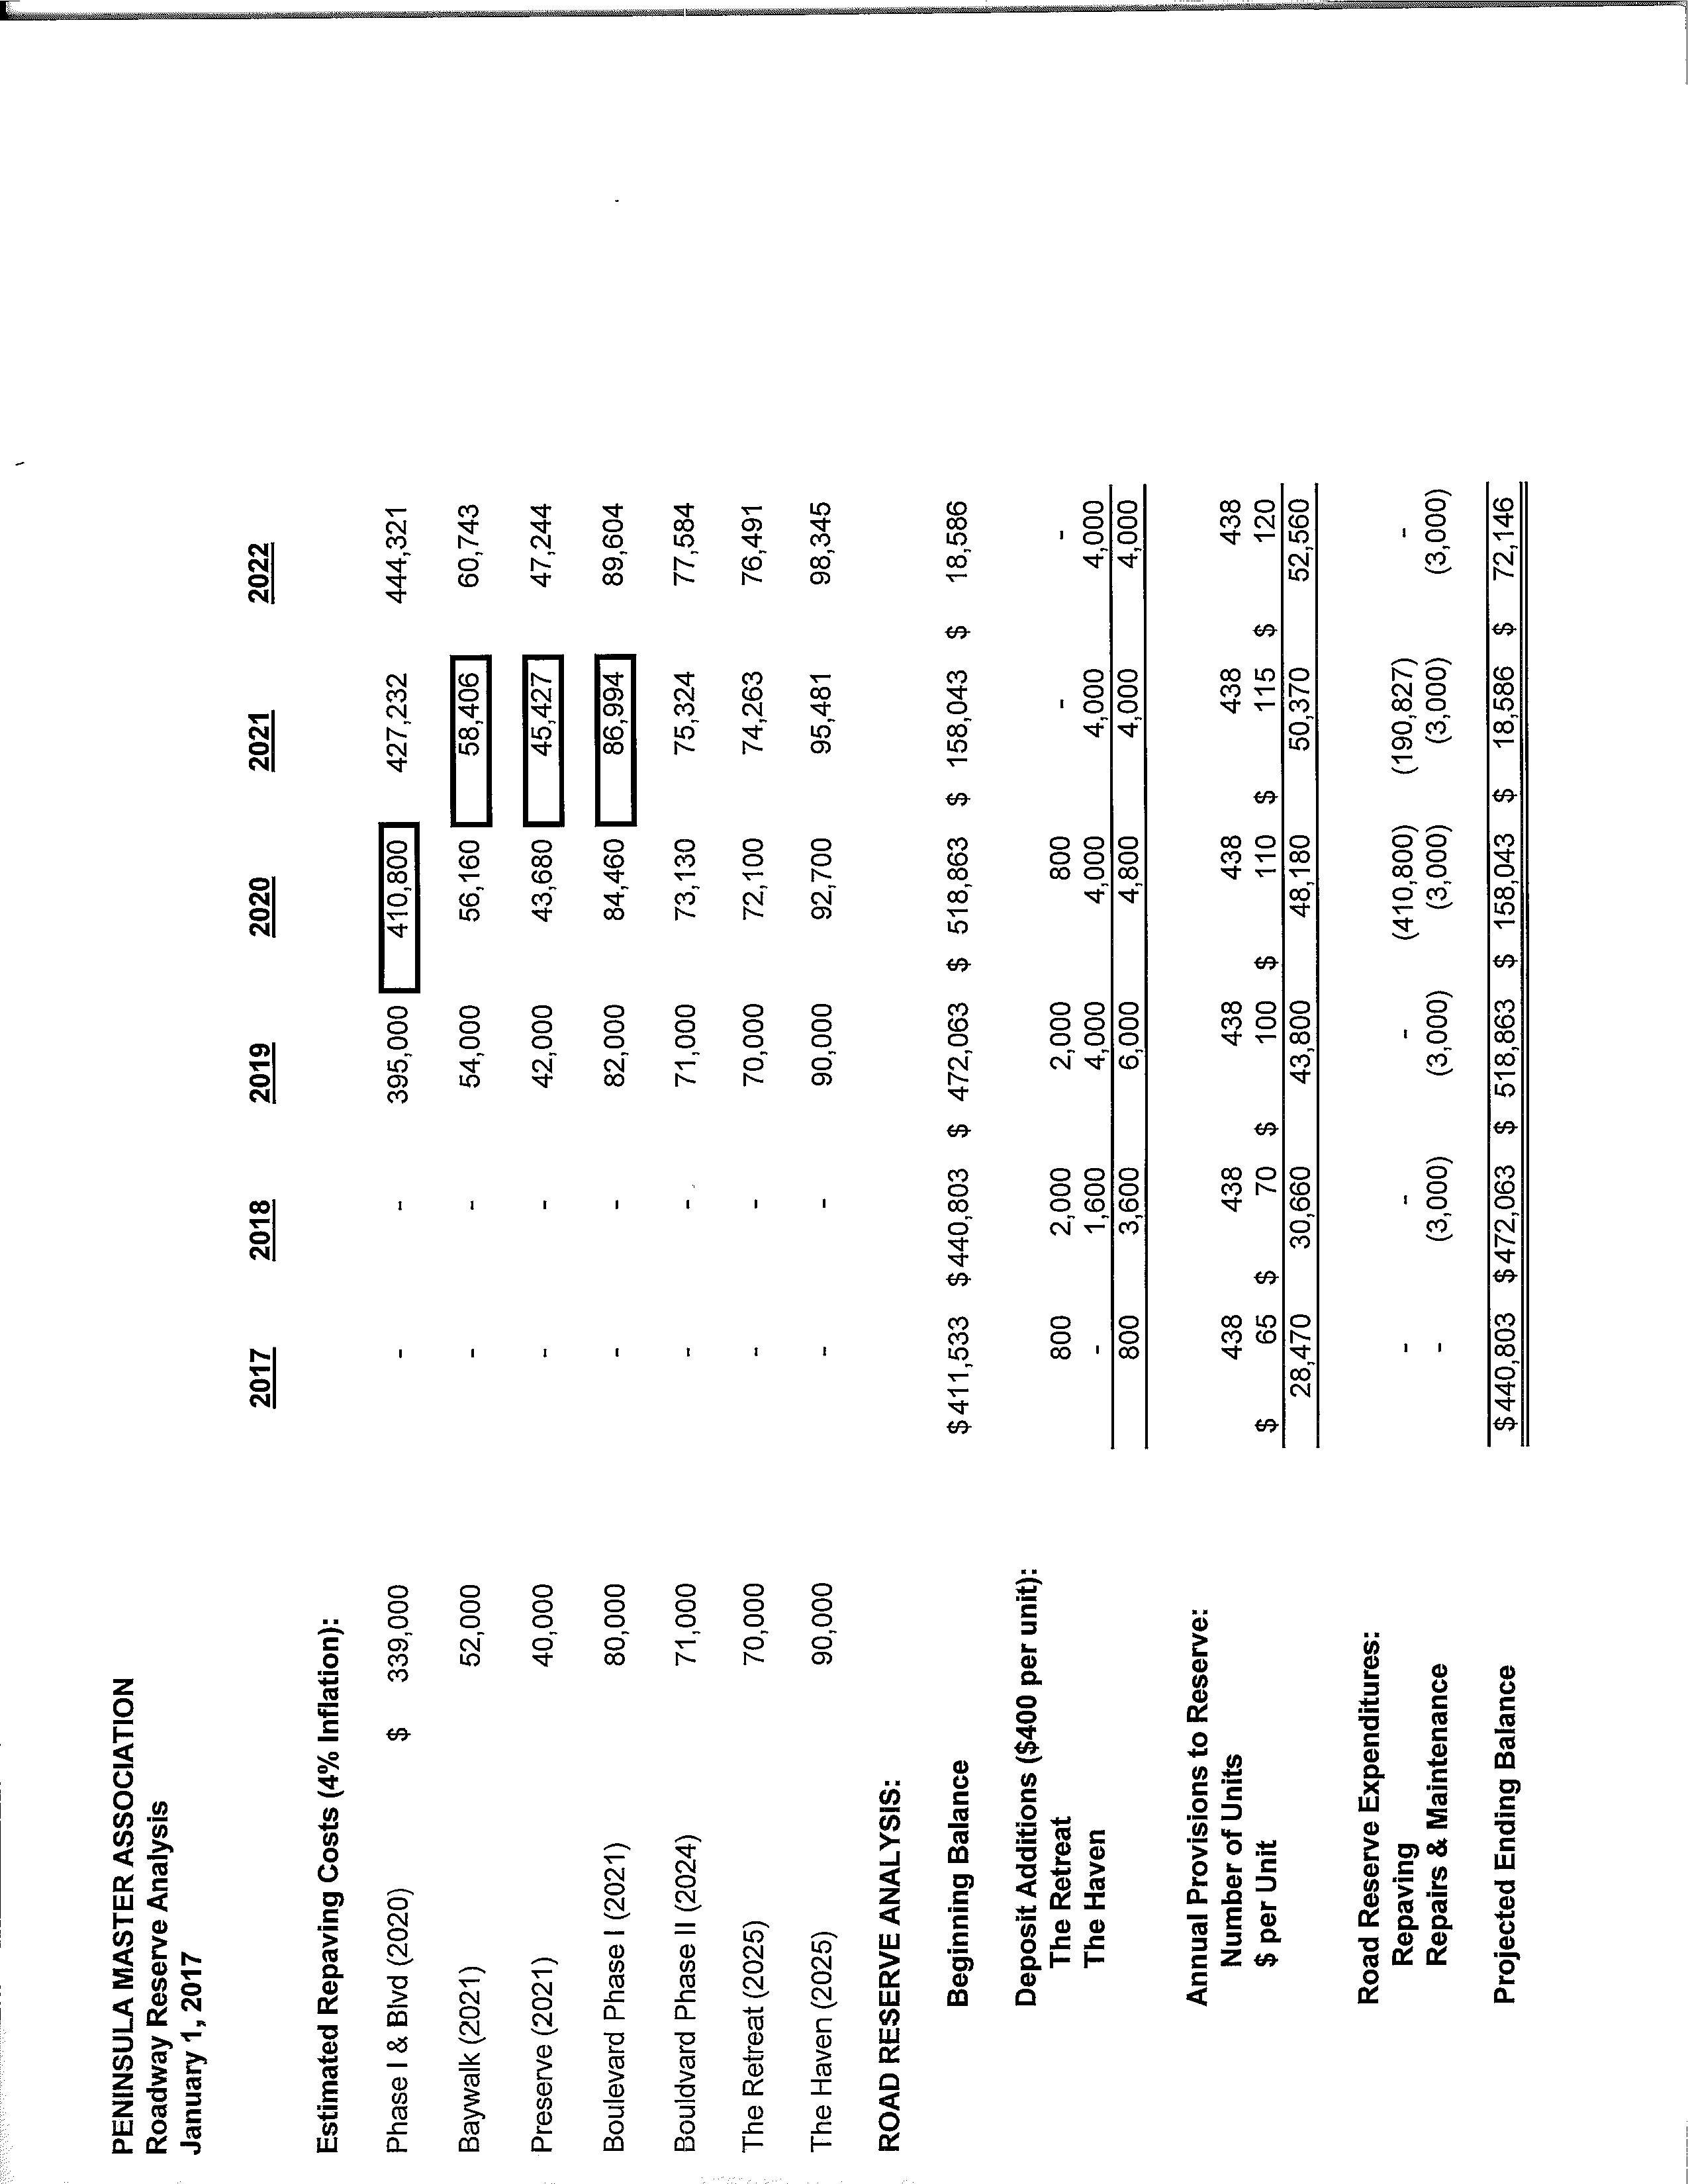 PENINSULA MASTER ASSOCIATION
Roadway Reserve Analysis
January 1, 2017
2017 2018 2019 2020 2021 2022
Estimated Repaving Costs (4% Inflation):
Phase I & Blvd (2020) $ 339,000 - - 395,000 410,800 427,232 444,321
Baywalk (2021) 52,000 - - 54,000 56,160 58,406 60,743
Preserve (2021) 40,000 - - 42,000 43,680 45,427 47,244
Boulevard Phase I (2021) 80,000 - - 82,000 84,460 86,994 89,604
Bouldvard Phase II (2024) 71,000 - - 71,000 73,130 75,324 77,584
The Retreat (2025) 70,000 - - 70,000 72,100 74,263 76,491
The Haven (2025) 90,000 - - 90,000 92,700 95,481 98,345
ROAD RESERVE ANALYSIS:
Beginning Balance $411,533 $440,803 $ 472,063 $ 518,863 $ 158,043 $ 18,586
Deposit Additions ($400 per unit):
The Retreat 800 2,000 2,000 800 - -
The Haven - 1,600 4,000 4,000 4,000 4,000
800 3,600 6,000 4,800 4,000 4,000
Annual Provisions to Reserve:
Number of Units 438 438 438 438 438 438
$ per Unit $ 65 $ 70 $ 100 $ 110 $ 115 $ 120
28,470 30,660 43,800 48,180 50,370 52,560
Road Reserve Expenditures:
Repaving - - - (410,800) (190,827) -
Repairs & Maintenance - (3,000) (3,000) (3,000) (3,000) (3,000)
Projected Ending Balance $440,803 $472,063 $ 518,863 $ 158,043 $ 18,586 $ 72,146